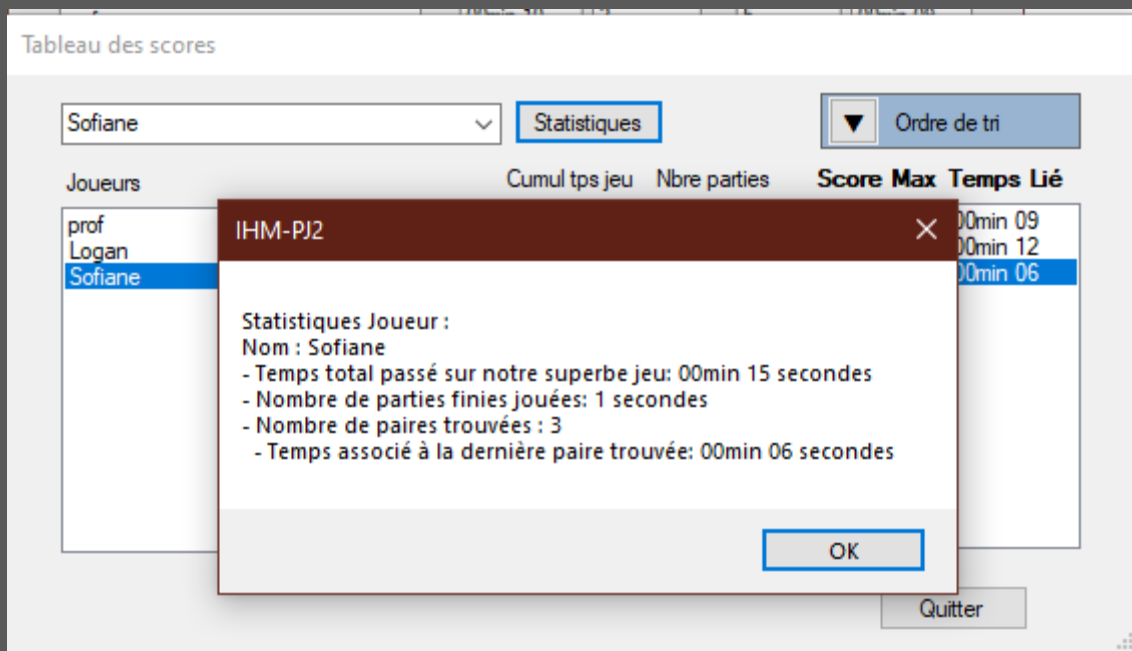 Tableau des scores
Sofiane
Statistiques
▼ Ordre de tri
Joueurs
Cumul tps jeu
Nbre parties
Score Max
Temps Lié
prof
Logan
Sofiane
00min 09
00min 12
00min 06
IHM-PJ2
Statistiques Joueur :
Nom : Sofiane
- Temps total passé sur notre superbe jeu: 00min 15 secondes
- Nombre de parties finies jouées: 1 secondes
- Nombre de paires trouvées : 3
- Temps associé à la dernière paire trouvée: 00min 06 secondes
OK
Quitter